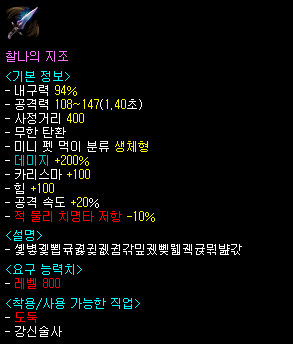 찰나의 지조
<기본 정보>
- 내구력 94%
- 공격력 108~147(1,40초)
- 사정거리 400
- 무한 탄환
- 미니 펫 먹이 분류 생체형
- 데미지 +200%
- 카리스마 +100
- 힘 +100
- 공격 속도 +20%
- 적 물리 치명타 저항 -10%
<설명>
<요구 능력치>
- 레벨 800
<착용/사용 가능한 직업>
- 도둑
- 강신술사